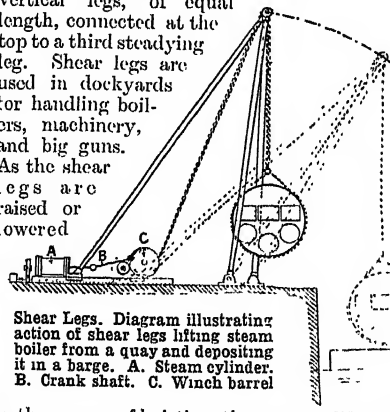 vertical legs, of equal
length, connected at the
top to a third steadying
leg. Shear legs are
used in dockyards
for handling boil-
ers, machinery,
and big guns.
As the shear
legs are
raised or
lowered
A
B
C
Shear Legs. Diagram illustrating
action of shear legs lifting steam
boiler from a quay and depositing
it in a barge. A. Steam cylinder.
B. Crank shaft. C. Winch barrel